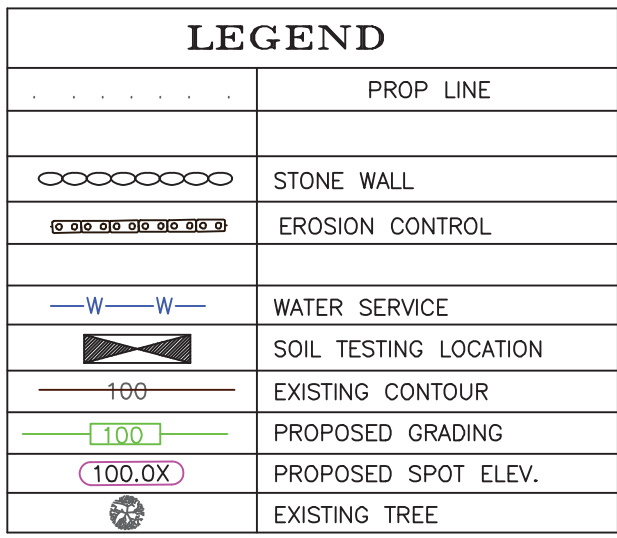 LEGEND
PROP LINE
STONE WALL
EROSION CONTROL
W W WATER SERVICE
SOIL TESTING LOCATION
100 EXISTING CONTOUR
100 PROPOSED GRADING
100.0X PROPOSED SPOT ELEV.
EXISTING TREE